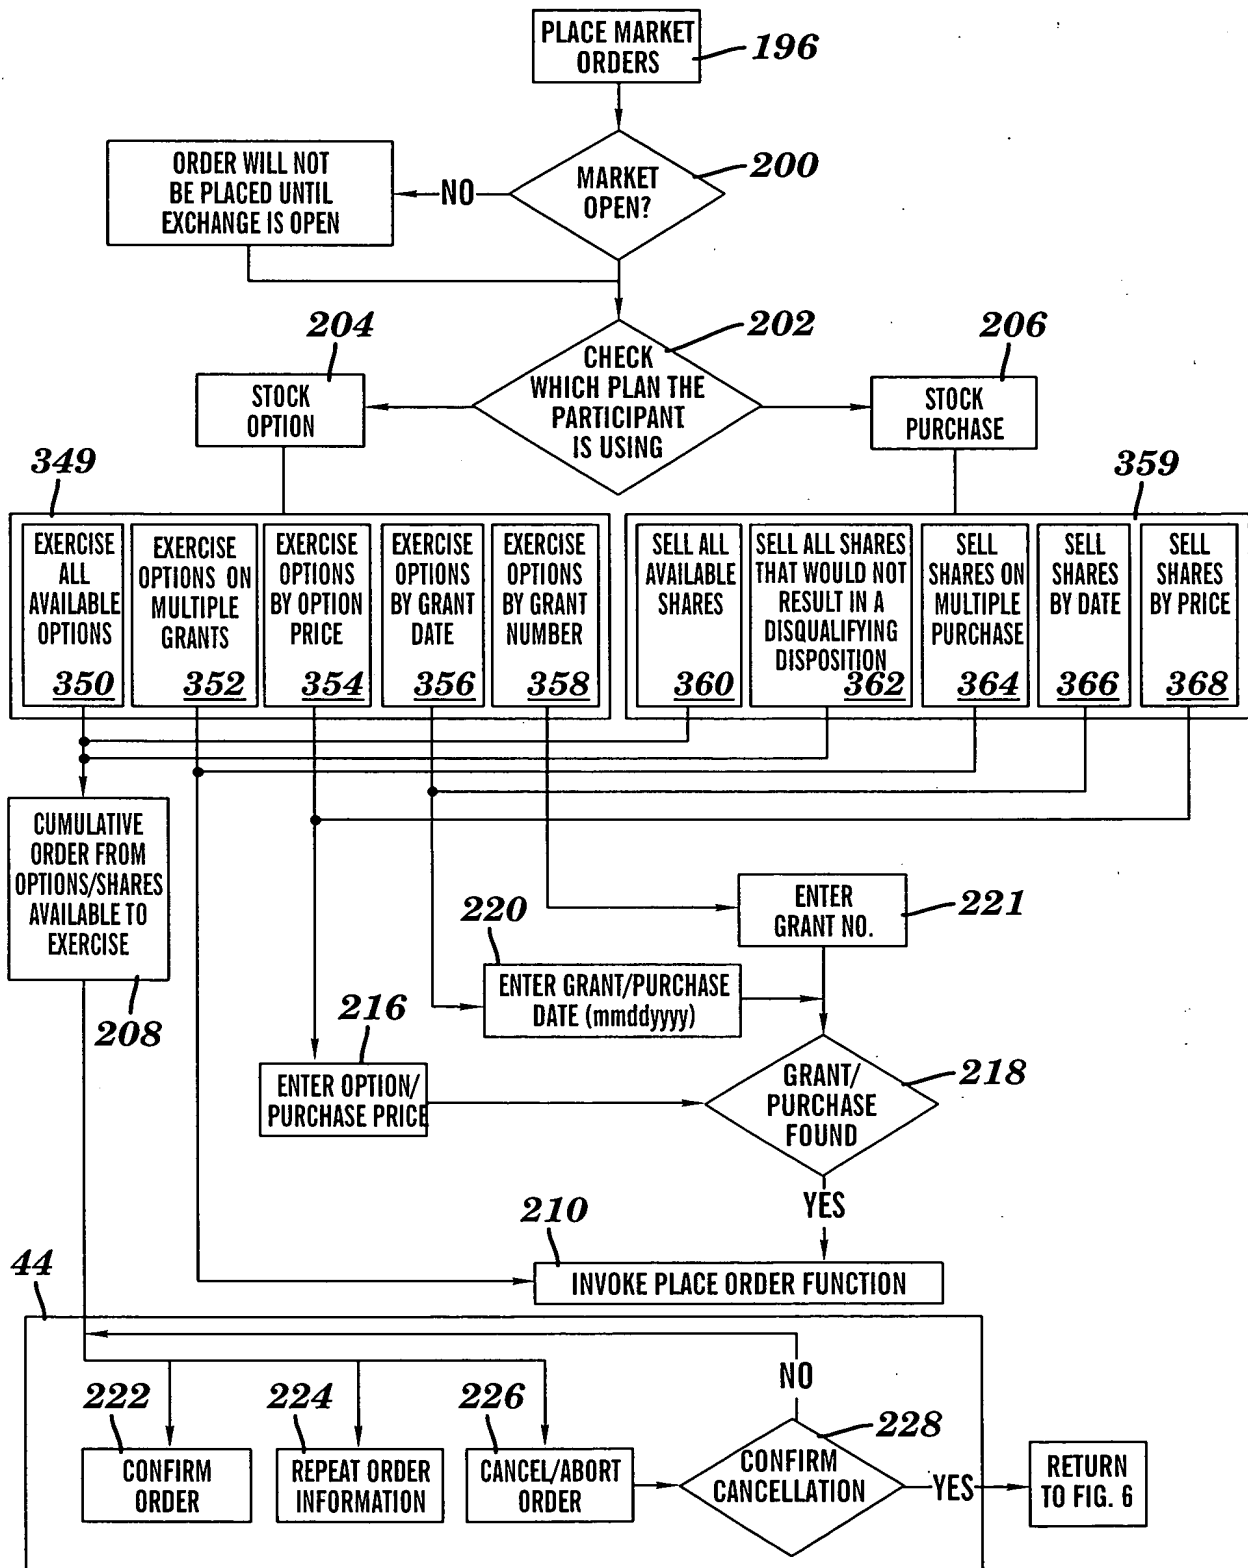 PLACE MARKET
ORDERS
196
MARKET
OPEN?
200
NO
ORDER WILL NOT
BE PLACED UNTIL
EXCHANGE IS OPEN
204
202
206
STOCK
OPTION
CHECK
WHICH PLAN THE
PARTICIPANT
IS USING
STOCK
PURCHASE
349
359
EXERCISE
ALL
AVAILABLE
OPTIONS
350
EXERCISE
OPTIONS ON
MULTIPLE
GRANTS
352
EXERCISE
OPTIONS
BY OPTION
PRICE
354
EXERCISE
OPTIONS
BY GRANT
DATE
356
EXERCISE
OPTIONS
BY GRANT
NUMBER
358
SELL ALL
AVAILABLE
SHARES
360
SELL ALL SHARES
THAT WOULD NOT
RESULT IN A
DISQUALIFYING
DISPOSITION
362
SELL
SHARES ON
MULTIPLE
PURCHASE
364
SELL
SHARES
BY DATE
366
SELL
SHARES
BY PRICE
368
CUMULATIVE
ORDER FROM
OPTIONS/SHARES
AVAILABLE TO
EXERCISE
208
ENTER
GRANT NO.
221
220
ENTER GRANT/PURCHASE
DATE (mmddyyyy)
216
ENTER OPTION/
PURCHASE PRICE
GRANT/
PURCHASE
FOUND
218
YES
210
INVOKE PLACE ORDER FUNCTION
44
NO
222
CONFIRM
ORDER
224
REPEAT ORDER
INFORMATION
226
CANCEL/ABORT
ORDER
228
CONFIRM
CANCELLATION
YES
RETURN
TO FIG. 6